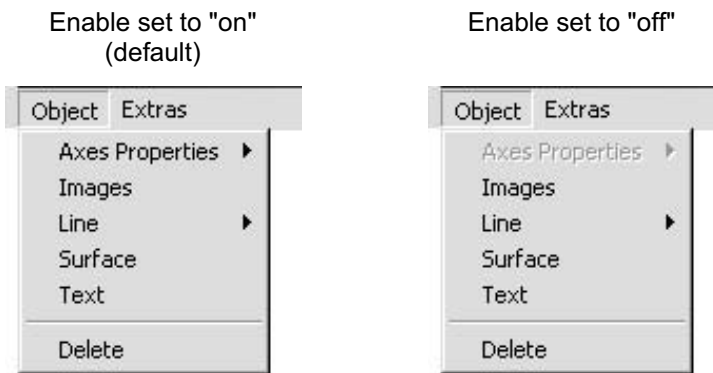 Enable set to "on"
(default)
Object Extras
Axes Properties
Images
Line
Surface
Text
Delete
Enable set to "off"
Object Extras
Axes Properties
Images
Line
Surface
Text
Delete